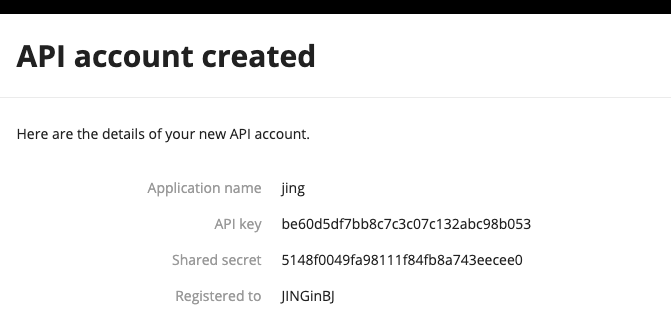 API account created
Here are the details of your new API account.
Application name jing
API key be60d5df7bb8c7c3c07c132abc98b053
Shared secret 5148f0049fa98111f84fb8a743eecee0
Registered to JINGinBJ